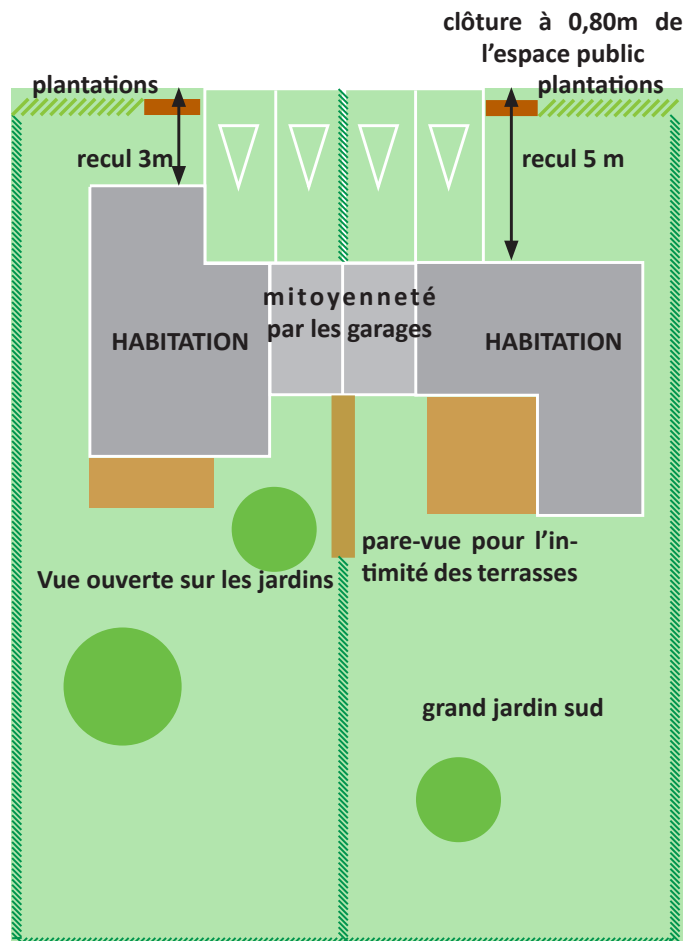 clôture à 0,80m de
l'espace public
plantations
plantations
recul 3m
recul 5 m
mitoyenneté
par les garages
HABITATION
HABITATION
pare-vue pour l'in-
timité des terrasses
Vue ouverte sur les jardins
grand jardin sud